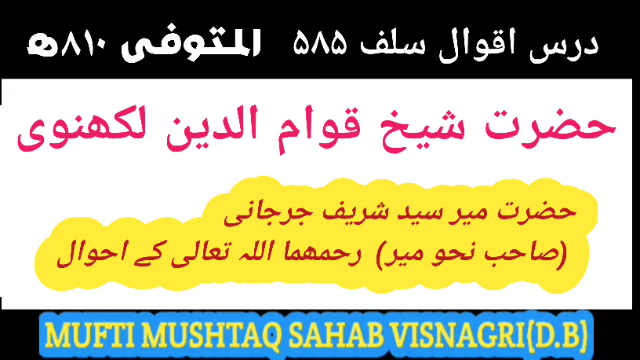 درس اقوال سلف ۵۸۵ المتوفی ۸۱۰ھ
حضرت شیخ قوام الدین لکھنوی
حضرت میر سید شریف جرجانی
(صاحب نحو میر) رحمھما اللہ تعالی کے احوال
MUFTI MUSHTAQ SAHAB VISNAGRI(D.B)